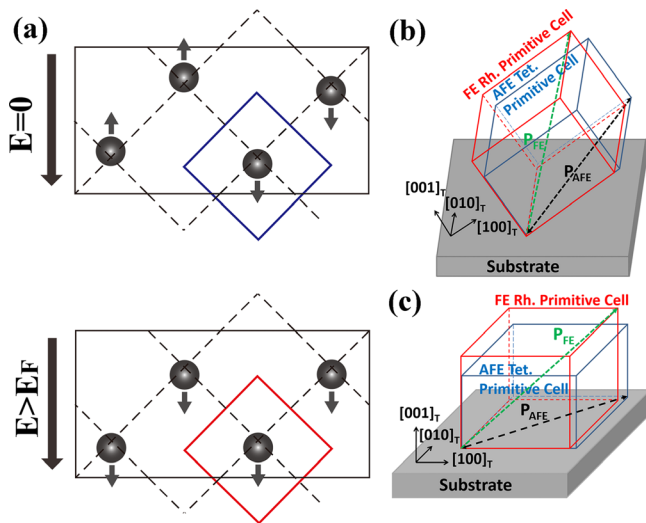 (a)
E=0
E>E_F
(b)
FE Rh. Primitive Cell
AFE Tet.
Primitive Cell
P_FE
P_AFE
[001]_T
[010]_T
[100]_T
Substrate
(c)
FE Rh. Primitive Cell
P_FE
AFE Tet.
Primitive Cell
P_AFE
[001]_T
[010]_T
[100]_T
Substrate